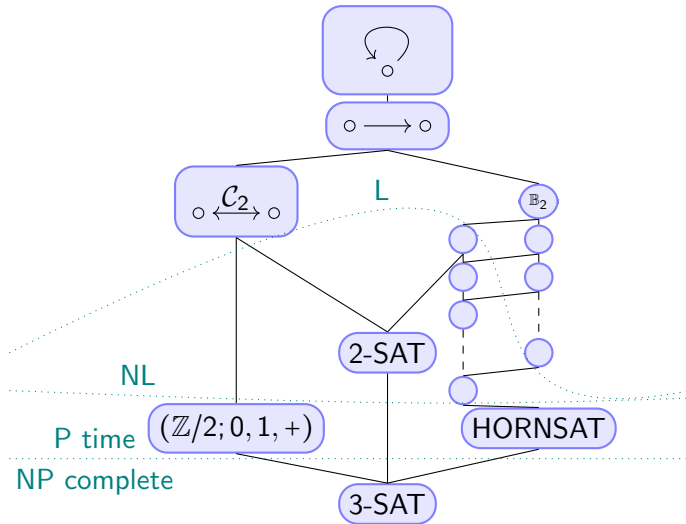 𝒞₂
L
𝔹₂
2-SAT
NL
(ℤ/2; 0, 1, +)
HORNSAT
P time
NP complete
3-SAT